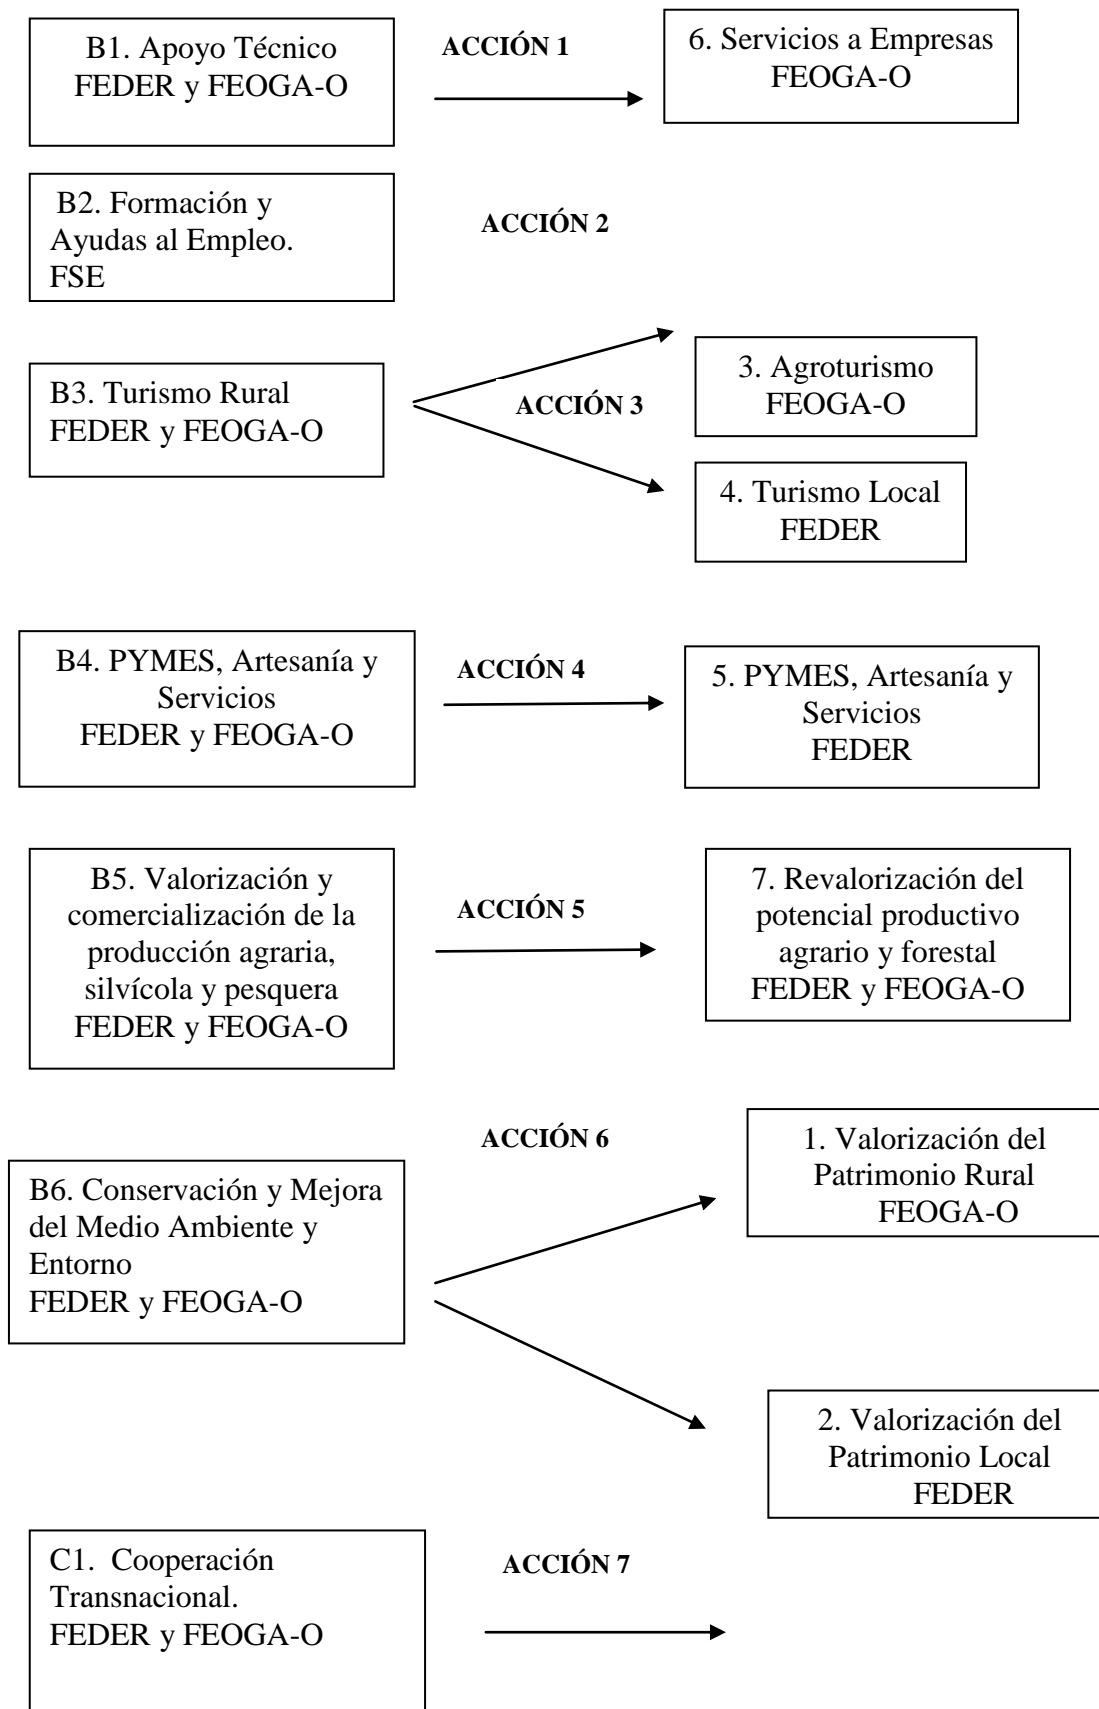 B1. Apoyo Técnico
FEDER y FEOGA-O
ACCIÓN 1
6. Servicios a Empresas
FEOGA-O
B2. Formación y
Ayudas al Empleo.
FSE
ACCIÓN 2
B3. Turismo Rural
FEDER y FEOGA-O
ACCIÓN 3
3. Agroturismo
FEOGA-O
4. Turismo Local
FEDER
B4. PYMES, Artesanía y
Servicios
FEDER y FEOGA-O
ACCIÓN 4
5. PYMES, Artesanía y
Servicios
FEDER
B5. Valorización y
comercialización de la
producción agraria,
silvícola y pesquera
FEDER y FEOGA-O
ACCIÓN 5
7. Revalorización del
potencial productivo
agrario y forestal
FEDER y FEOGA-O
B6. Conservación y Mejora
del Medio Ambiente y
Entorno
FEDER y FEOGA-O
ACCIÓN 6
1. Valorización del
Patrimonio Rural
FEOGA-O
2. Valorización del
Patrimonio Local
FEDER
C1. Cooperación
Transnacional.
FEDER y FEOGA-O
ACCIÓN 7